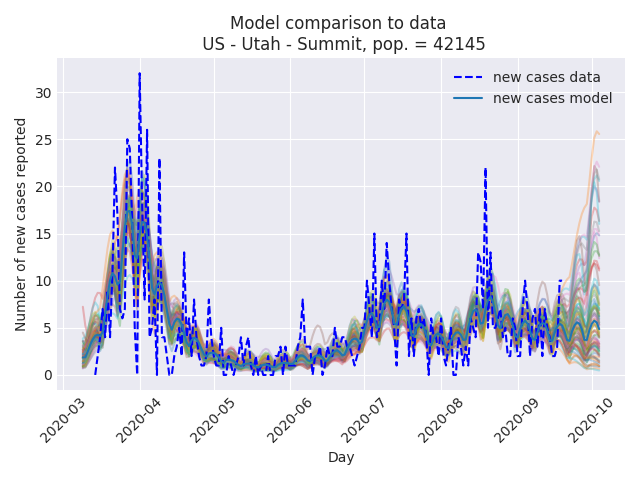 Model comparison to data
US - Utah - Summit, pop. = 42145
new cases data
new cases model
Number of new cases reported
30
25
20
15
10
5
0
2020-03
2020-04
2020-05
2020-06
2020-07
2020-08
2020-09
2020-10
Day